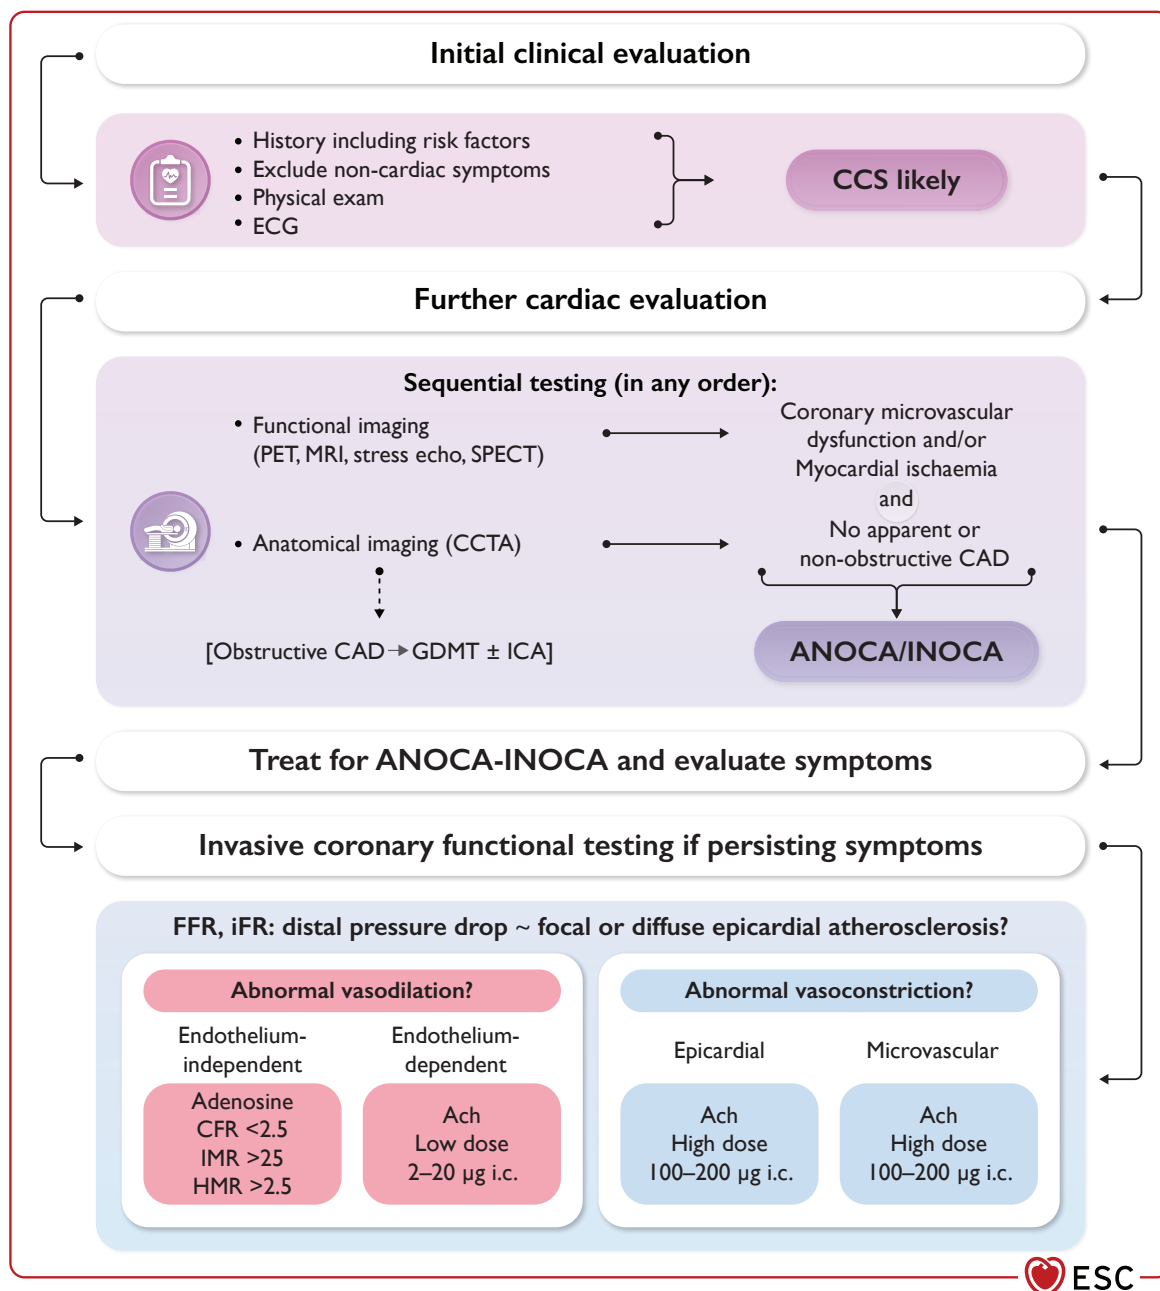 Initial clinical evaluation
• History including risk factors
• Exclude non-cardiac symptoms
• Physical exam
• ECG
CCS likely
Further cardiac evaluation
Sequential testing (in any order):
• Functional imaging
(PET, MRI, stress echo, SPECT)
Coronary microvascular
dysfunction and/or
Myocardial ischaemia
and
• Anatomical imaging (CCTA)
No apparent or
non-obstructive CAD
[Obstructive CAD → GDMT ± ICA]
ANOCA/INOCA
Treat for ANOCA-INOCA and evaluate symptoms
Invasive coronary functional testing if persisting symptoms
FFR, iFR: distal pressure drop ~ focal or diffuse epicardial atherosclerosis?
Abnormal vasodilation?
Endothelium-
independent
Adenosine
CFR <2.5
IMR >25
HMR >2.5
Endothelium-
dependent
Ach
Low dose
2–20 µg i.c.
Abnormal vasoconstriction?
Epicardial
Ach
High dose
100–200 µg i.c.
Microvascular
Ach
High dose
100–200 µg i.c.
ESC